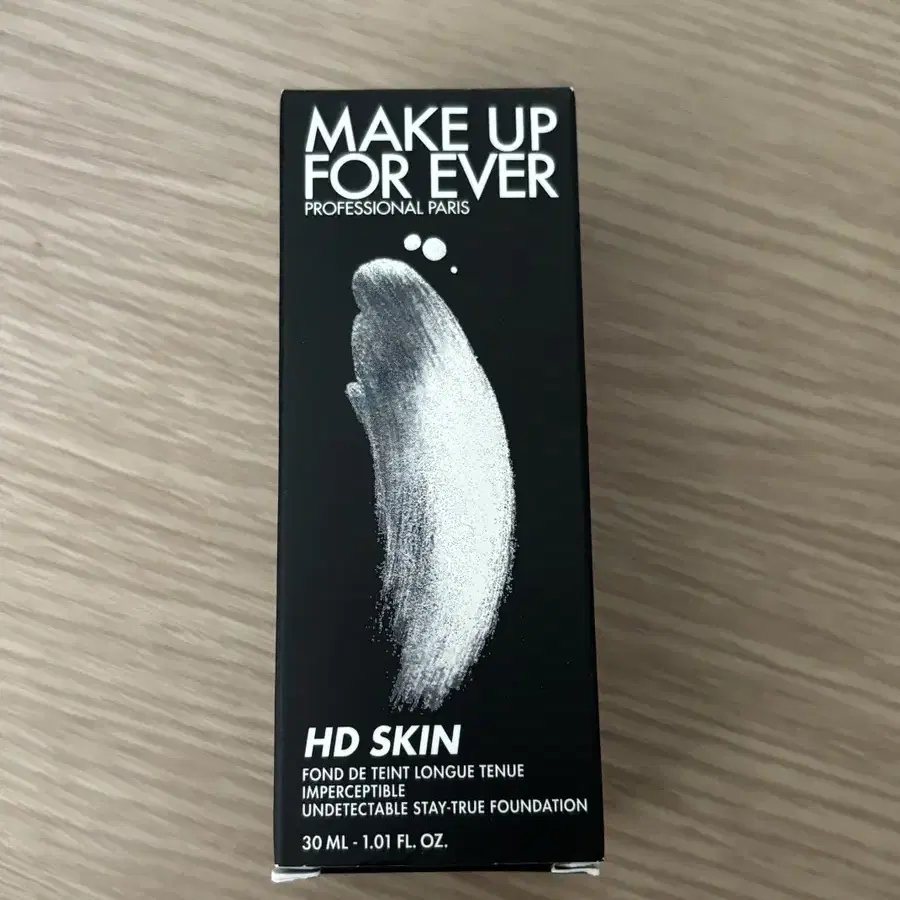 MAKE UP
FOR EVER
PROFESSIONAL PARIS
HD SKIN
FOND DE TEINT LONGUE TENUE
IMPERCEPTIBLE
UNDETECTABLE STAY-TRUE FOUNDATION
30 ML - 1.01 FL. OZ.